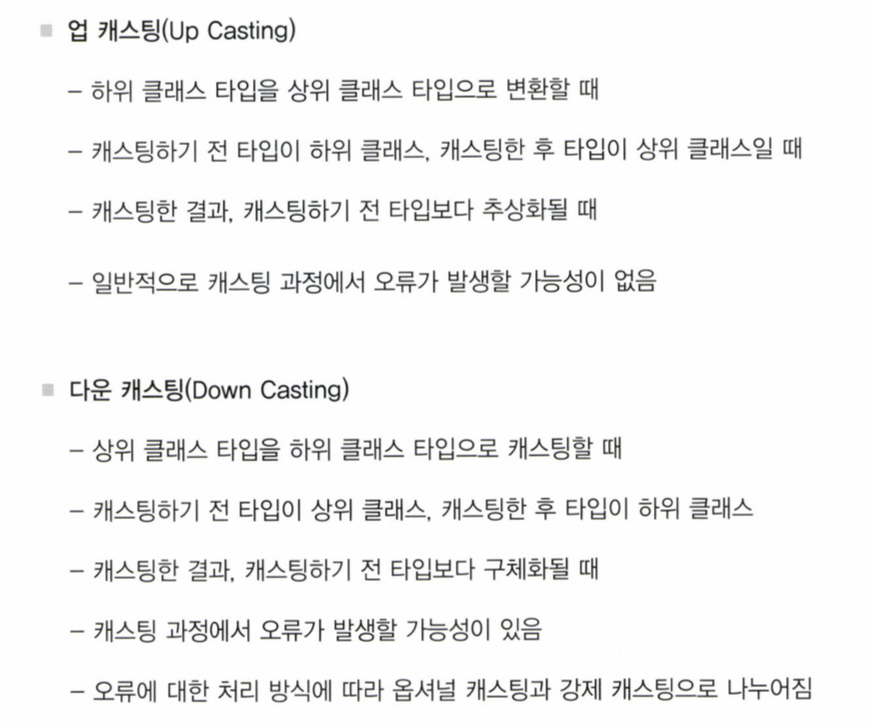 ■ 업 캐스팅(Up Casting)
– 하위 클래스 타입을 상위 클래스 타입으로 변환할 때
– 캐스팅하기 전 타입이 하위 클래스, 캐스팅한 후 타입이 상위 클래스일 때
– 캐스팅한 결과, 캐스팅하기 전 타입보다 추상화될 때
– 일반적으로 캐스팅 과정에서 오류가 발생할 가능성이 없음
■ 다운 캐스팅(Down Casting)
– 상위 클래스 타입을 하위 클래스 타입으로 캐스팅할 때
– 캐스팅하기 전 타입이 상위 클래스, 캐스팅한 후 타입이 하위 클래스
– 캐스팅한 결과, 캐스팅하기 전 타입보다 구체화될 때
– 캐스팅 과정에서 오류가 발생할 가능성이 있음
– 오류에 대한 처리 방식에 따라 옵셔널 캐스팅과 강제 캐스팅으로 나누어짐